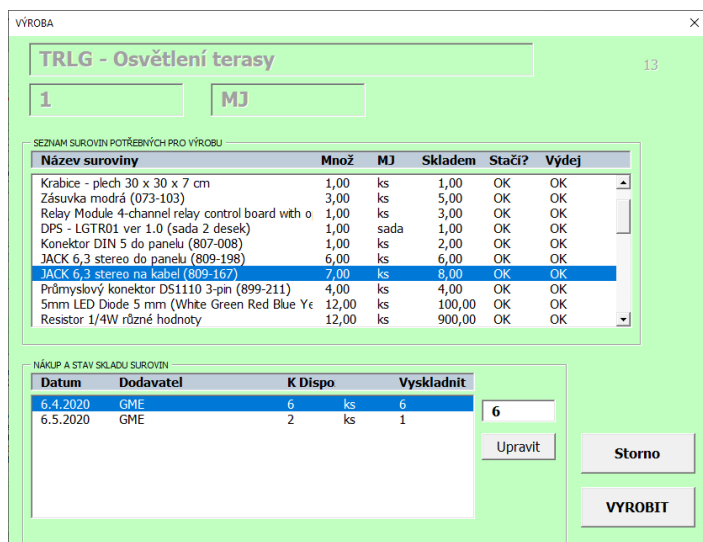 VÝROBA
TRLG - Osvětlení terasy
13
1 MJ
SEZNAM SUROVIN POTŘEBNÝCH PRO VÝROBU
Název suroviny Množ MJ Skladem Stačí? Výdej
Krabice - plech 30 x 30 x 7 cm 1,00 ks 1,00 OK OK
Zásuvka modrá (073-103) 3,00 ks 5,00 OK OK
Relay Module 4-channel relay control board with o 1,00 ks 3,00 OK OK
DPS - LGTR01 ver 1.0 (sada 2 desek) 1,00 sada 1,00 OK OK
Konektor DIN 5 do panelu (807-008) 1,00 ks 2,00 OK OK
JACK 6,3 stereo do panelu (809-198) 6,00 ks 6,00 OK OK
JACK 6,3 stereo na kabel (809-167) 7,00 ks 8,00 OK OK
Průmyslový konektor DS1110 3-pin (899-211) 4,00 ks 4,00 OK OK
5mm LED Diode 5 mm (White Green Red Blue Ye 12,00 ks 100,00 OK OK
Resistor 1/4W různé hodnoty 12,00 ks 900,00 OK OK
NÁKUP A STAV SKLADU SUROVIN
Datum Dodavatel K Dispo Vyskladnit
6.4.2020 GME 6 ks 6
6.5.2020 GME 2 ks 1
6
Upravit
Storno
VYROBIT